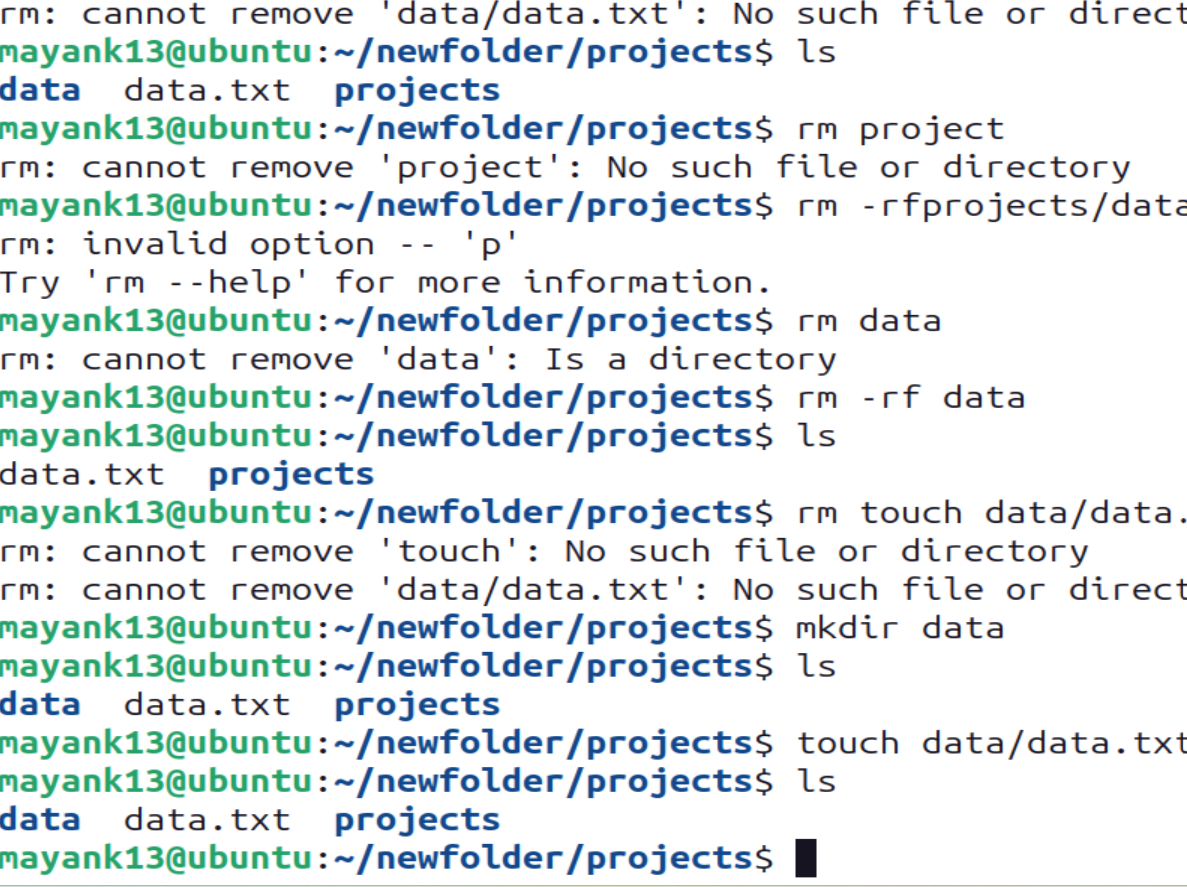 rm: cannot remove 'data/data.txt': No such file or direct
mayank13@ubuntu:~/newfolder/projects$ ls
data  data.txt  projects
mayank13@ubuntu:~/newfolder/projects$ rm project
rm: cannot remove 'project': No such file or directory
mayank13@ubuntu:~/newfolder/projects$ rm -rfprojects/data
rm: invalid option -- 'p'
Try 'rm --help' for more information.
mayank13@ubuntu:~/newfolder/projects$ rm data
rm: cannot remove 'data': Is a directory
mayank13@ubuntu:~/newfolder/projects$ rm -rf data
mayank13@ubuntu:~/newfolder/projects$ ls
data.txt  projects
mayank13@ubuntu:~/newfolder/projects$ rm touch data/data.
rm: cannot remove 'touch': No such file or directory
rm: cannot remove 'data/data.txt': No such file or direct
mayank13@ubuntu:~/newfolder/projects$ mkdir data
mayank13@ubuntu:~/newfolder/projects$ ls
data  data.txt  projects
mayank13@ubuntu:~/newfolder/projects$ touch data/data.txt
mayank13@ubuntu:~/newfolder/projects$ ls
data  data.txt  projects
mayank13@ubuntu:~/newfolder/projects$